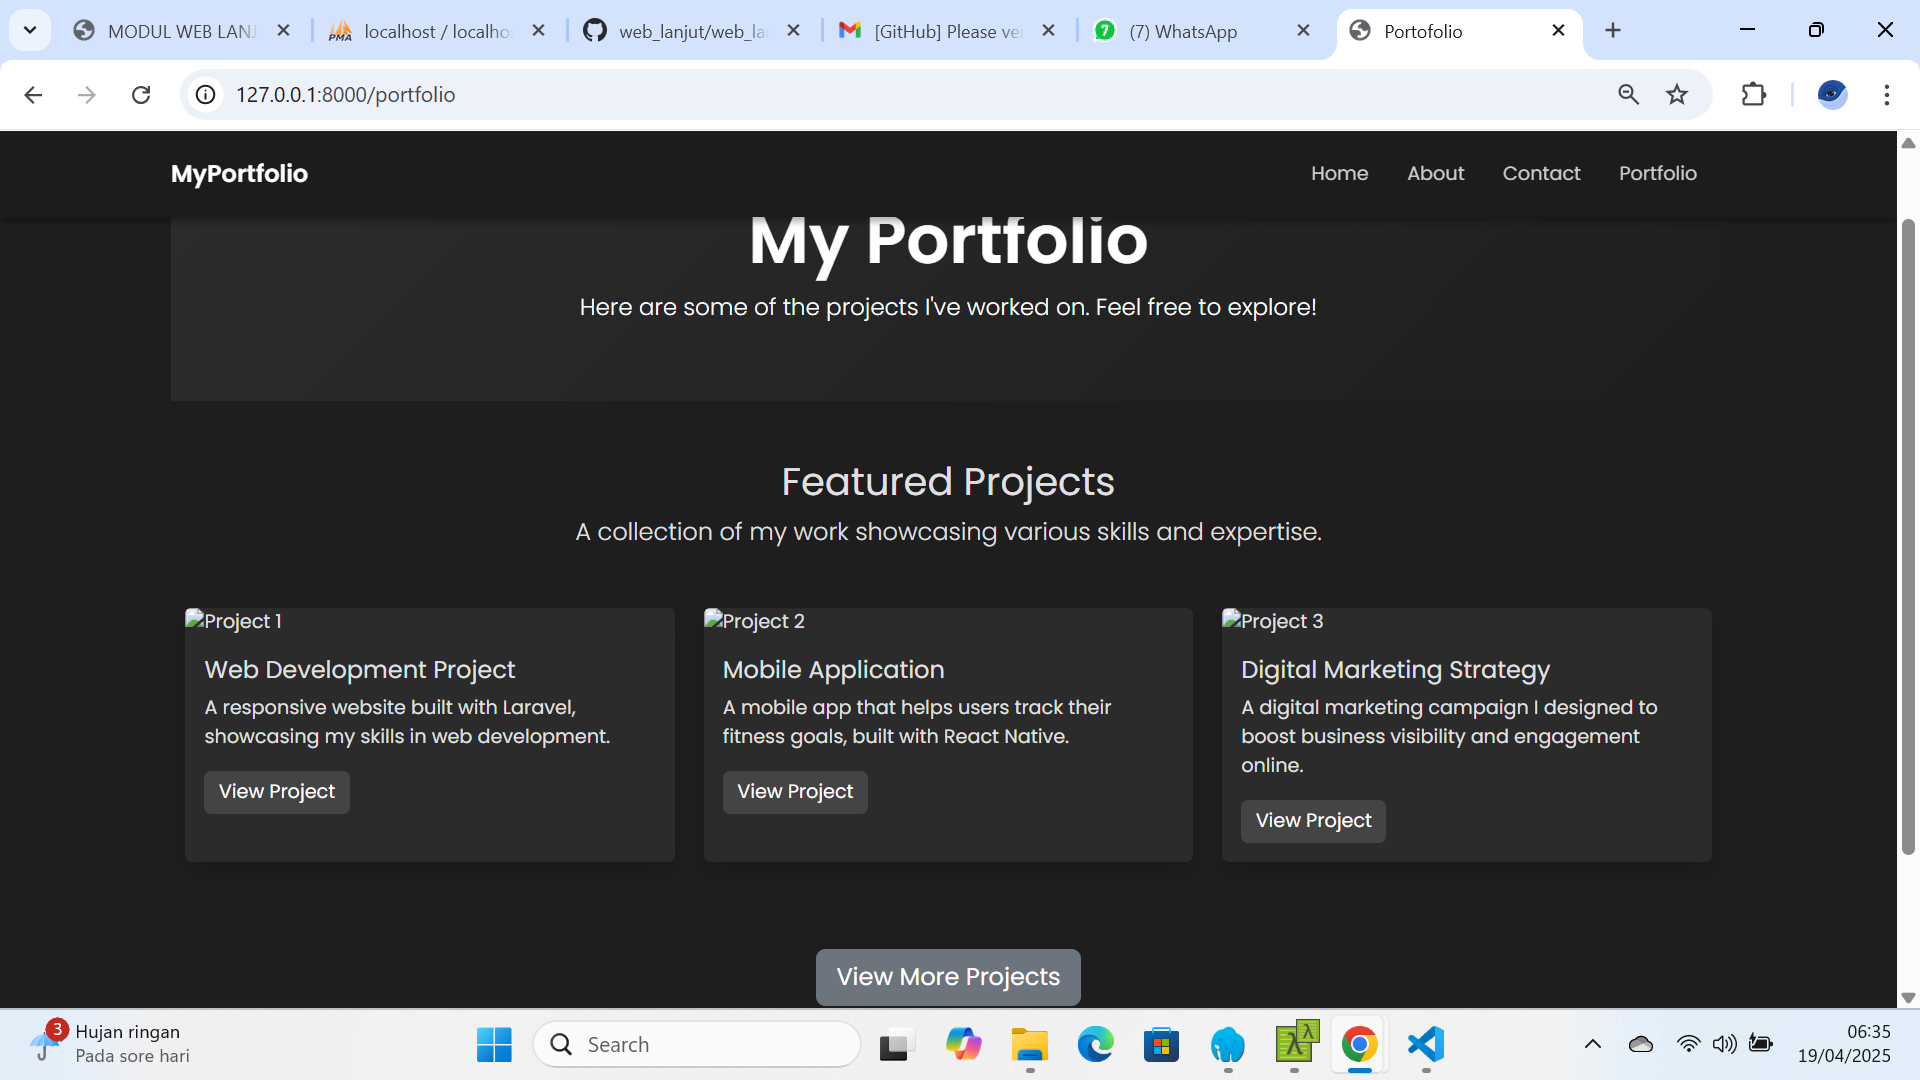 MODUL WEB LAN
PMA
localhost / localho
web_lanjut/web_la
[GitHub] Please ve
7
(7) WhatsApp
Portofolio
127.0.0.1:8000/portfolio
MyPortfolio
Home
About
Contact
Portfolio
My Portfolio
Here are some of the projects I've worked on. Feel free to explore!
Featured Projects
A collection of my work showcasing various skills and expertise.
Project 1
Project 2
Project 3
Web Development Project
A responsive website built with Laravel,
showcasing my skills in web development.
View Project
Mobile Application
A mobile app that helps users track their
fitness goals, built with React Native.
View Project
Digital Marketing Strategy
A digital marketing campaign I designed to
boost business visibility and engagement
online.
View Project
View More Projects
3
Hujan ringan
Pada sore hari
Search
λ
λ
06:35
19/04/2025